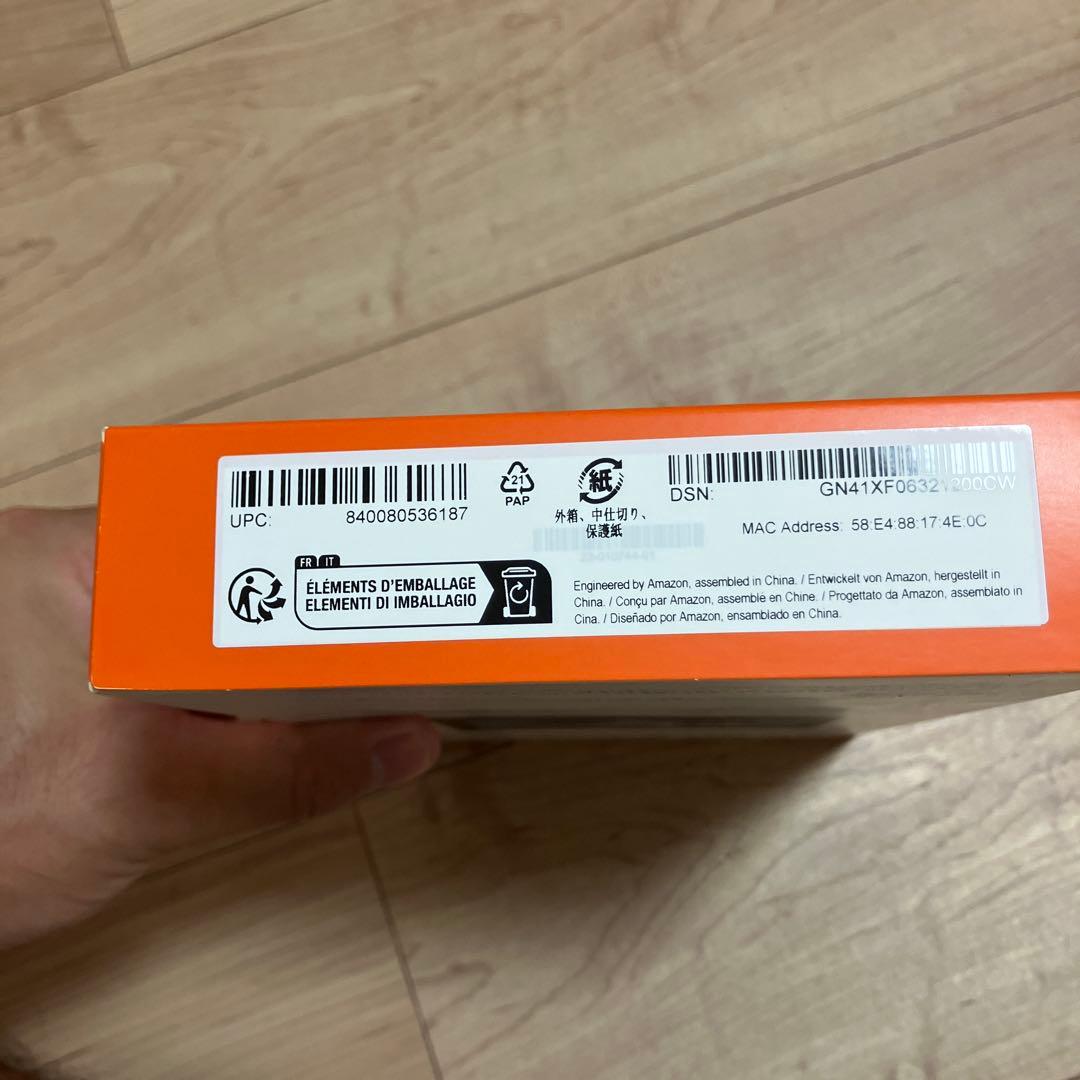 UPC: 840080536187
21
PAP
紙
外箱、中仕切り、
保護紙
DSN:
MAC Address: 58:E4:88:17:4E:0C
FR IT
ÉLÉMENTS D'EMBALLAGE
ELEMENTI DI IMBALLAGIO
Engineered by Amazon, assembled in China. / Entwickelt von Amazon, hergestellt in
China. / Conçu par Amazon, assemblé en Chine. / Progettato da Amazon, assemblato in
Cina. / Diseñado por Amazon, ensamblado en China.